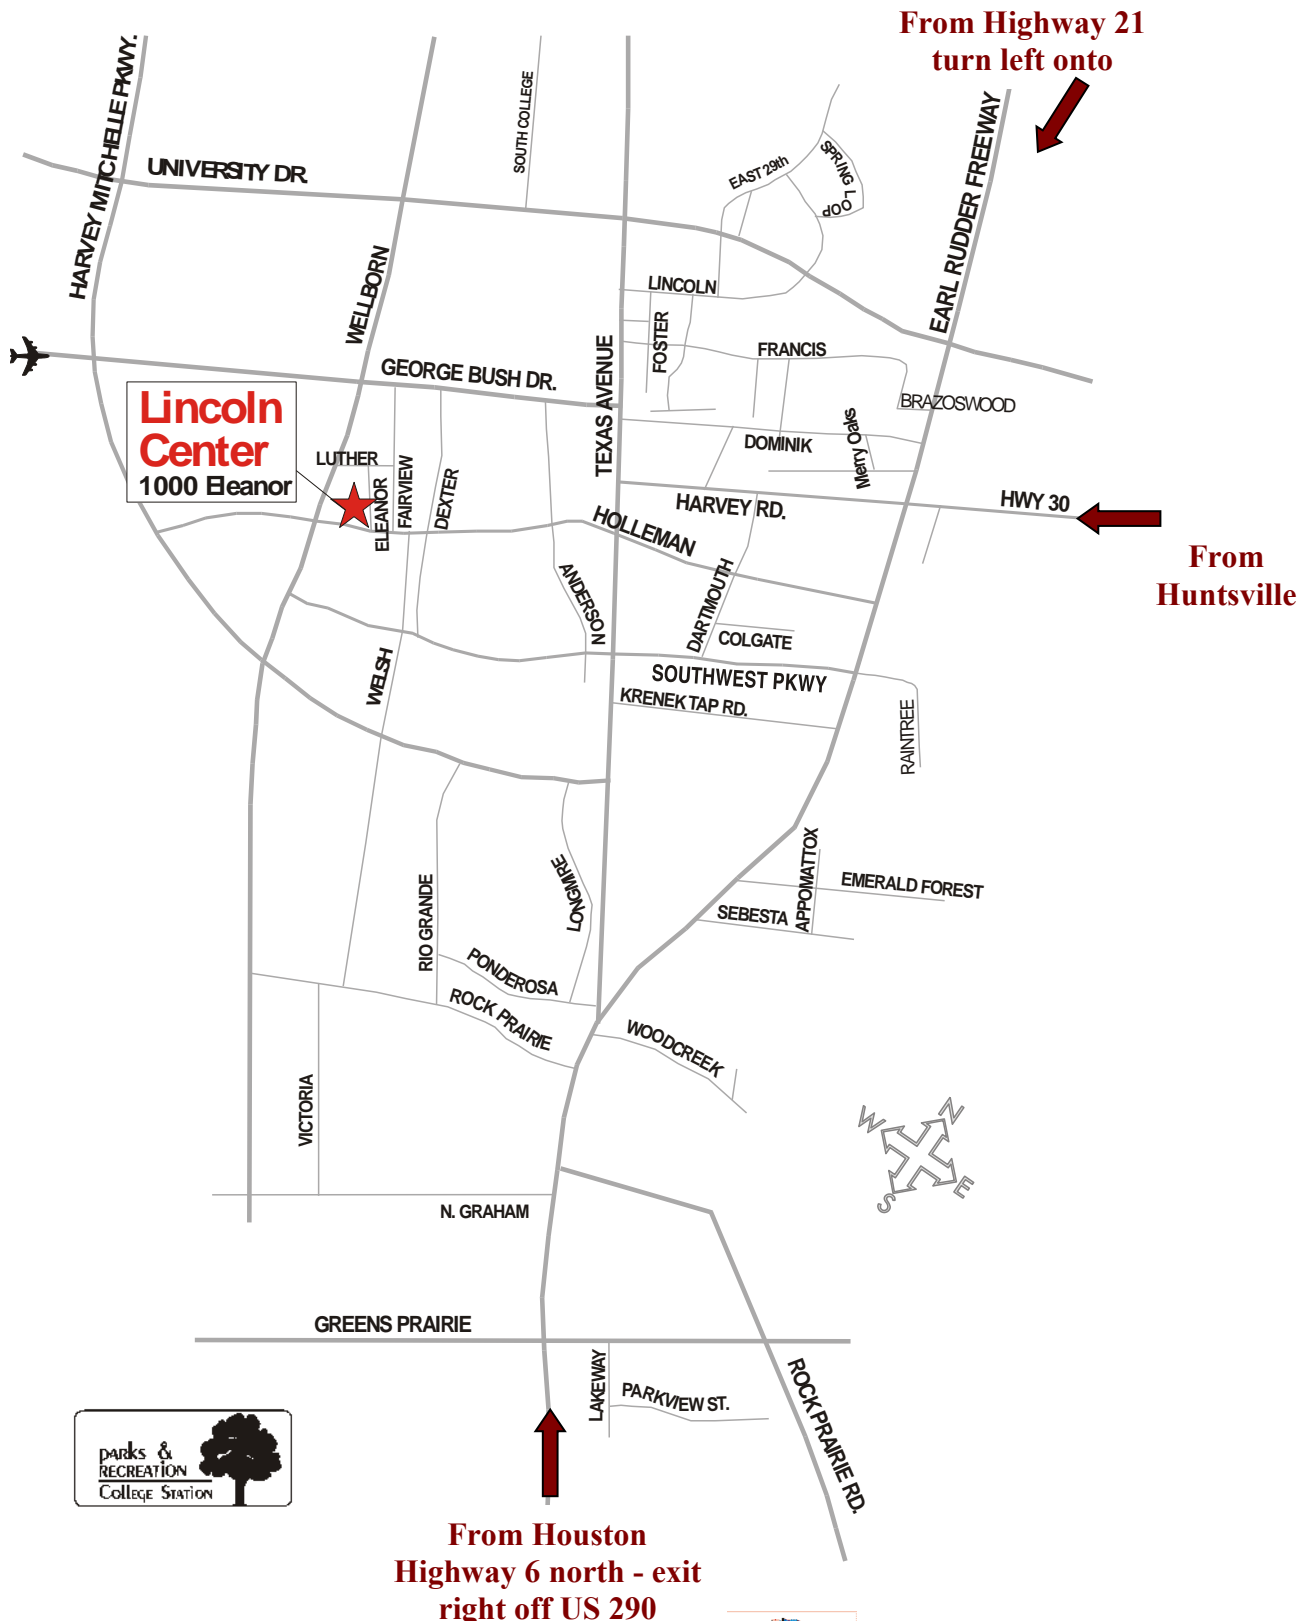 From Highway 21
turn left onto
HARVEY MITCHELLE PKWY.
UNIVERSITY DR.
SOUTH COLLEGE
EAST 29th
SPRING LOOP
EARL RUDDER FREEWAY
WELLBORN
LINCOLN
FOSTER
FRANCIS
TEXAS AVENUE
GEORGE BUSH DR.
BRAZOSWOOD
Lincoln
Center
1000 Eleanor
LUTHER
ELEANOR
FAIRVIEW
DEXTER
DOMINIK
Merry Oaks
HARVEY RD.
HWY 30
From
Huntsville
HOLLEMAN
ANDERSON
DARTMOUTH
COLGATE
WELSH
SOUTHWEST PKWY
KRENEK TAP RD.
RAINTREE
RIO GRANDE
LONGMIRE
APPOMATTOX
EMERALD FOREST
SEBESTA
PONDEROSA
ROCK PRAIRIE
WOODCREEK
VICTORIA
N
W
E
S
N. GRAHAM
GREENS PRAIRIE
LAKEWAY
PARKVIEW ST.
ROCK PRAIRIE RD.
PARKS &
RECREATION
College Station
From Houston
Highway 6 north - exit
right off US 290